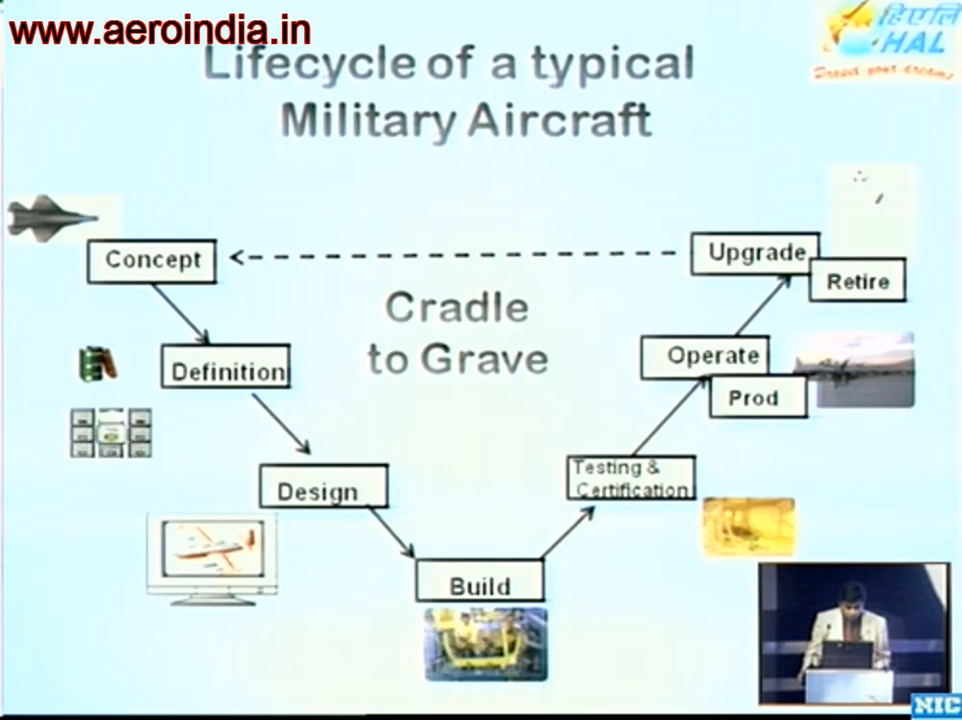 www.aeroindia.in
हिएलि
HAL
Lifecycle of a typical
Military Aircraft
Concept
Upgrade
Retire
Cradle
to Grave
Definition
Operate
Prod
Design
Testing &
Certification
Build
NIC